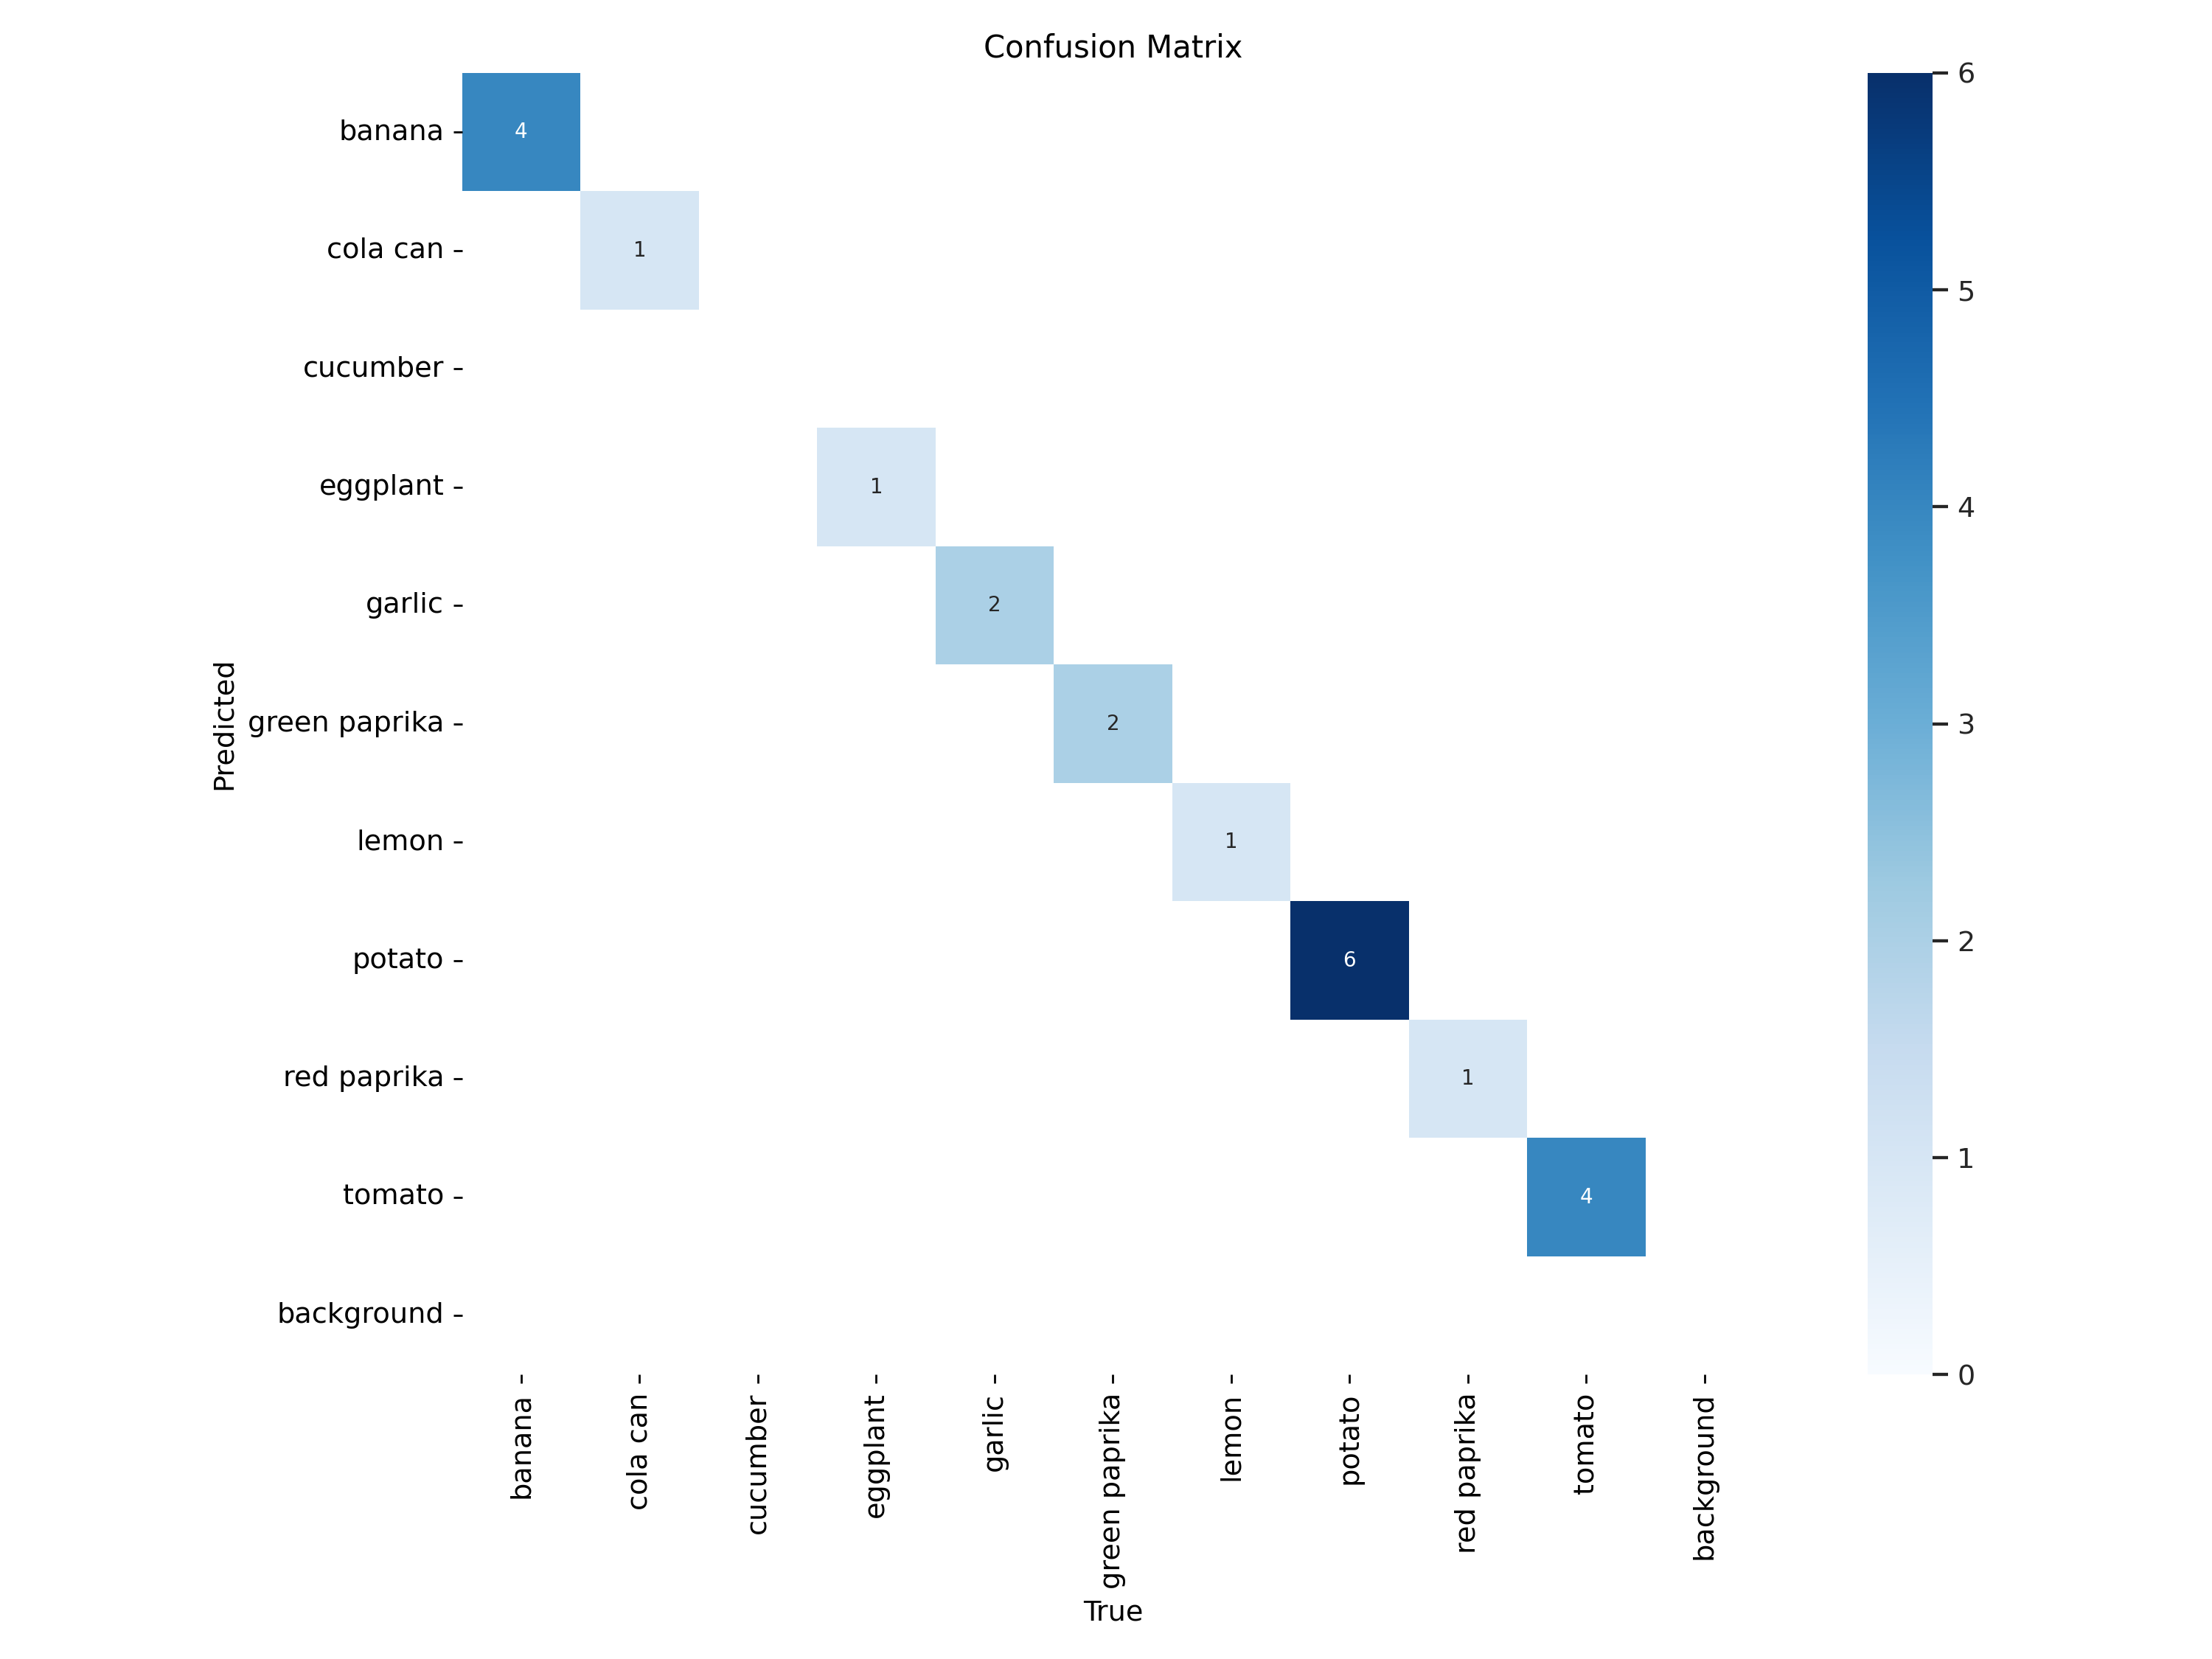 Confusion Matrix
banana
4
cola can
1
cucumber
eggplant
1
garlic
2
green paprika
2
lemon
1
potato
6
red paprika
1
tomato
4
background
Predicted
banana
cola can
cucumber
eggplant
garlic
green paprika
lemon
potato
red paprika
tomato
background
True
6
5
4
3
2
1
0